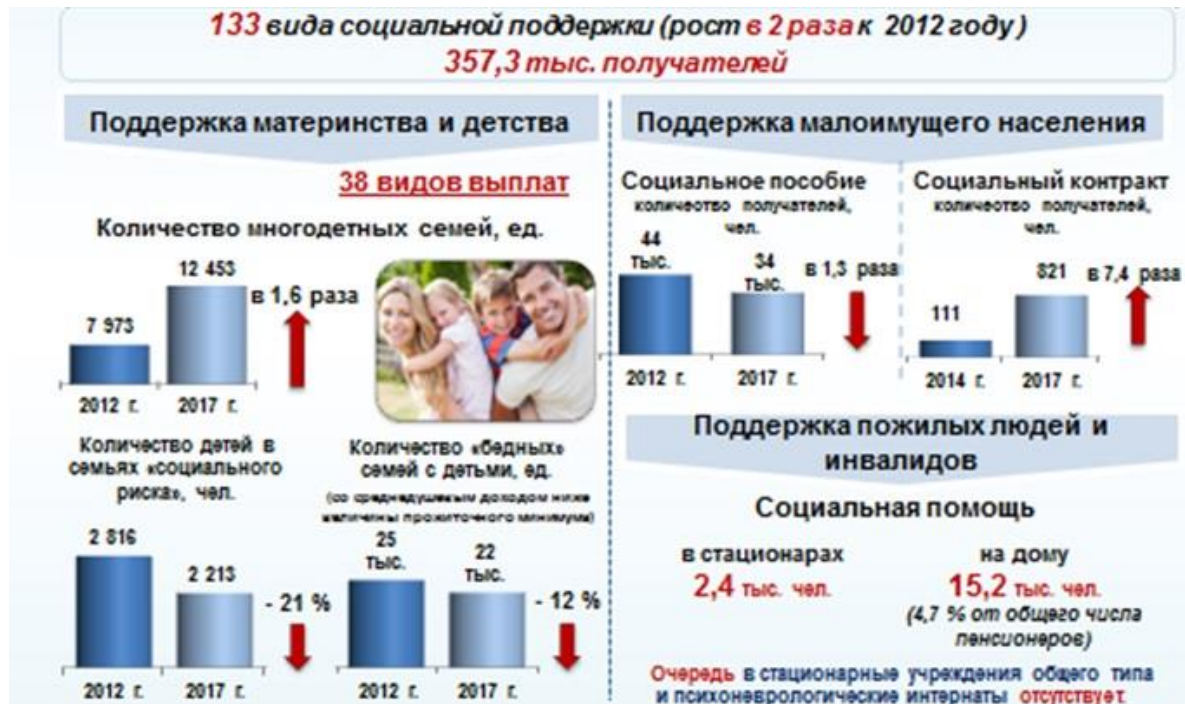 133 вида социальной поддержки (рост в 2 раза к 2012 году)
357,3 тыс. получателей
Поддержка материнства и детства
38 видов выплат
Количество многодетных семей, ед.
12 453
7 973
в 1,6 раза
2012 г.
2017 г.
Количество детей в
семьях «социального
риска», чел.
2 816
2 213
- 21 %
2012 г.
2017 г.
Количество «бедных»
семей с детьми, ед.
(со среднедушевым доходом ниже
величины прожиточного минимума)
25
тыс.
22
тыс.
- 12 %
2012 г.
2017 г.
Поддержка малоимущего населения
Социальное пособие
количество получателей,
чел.
44
тыс.
34
тыс.
в 1,3 раза
2012 г.
2017 г.
Социальный контракт
количество получателей,
чел.
111
821
в 7,4 раза
2014 г.
2017 г.
Поддержка пожилых людей и
инвалидов
Социальная помощь
в стационарах
2,4 тыс. чел.
на дому
15,2 тыс. чел.
(4,7 % от общего числа
пенсионеров)
Очередь в стационарные учреждения общего типа
и психоневрологические интернаты отсутствует